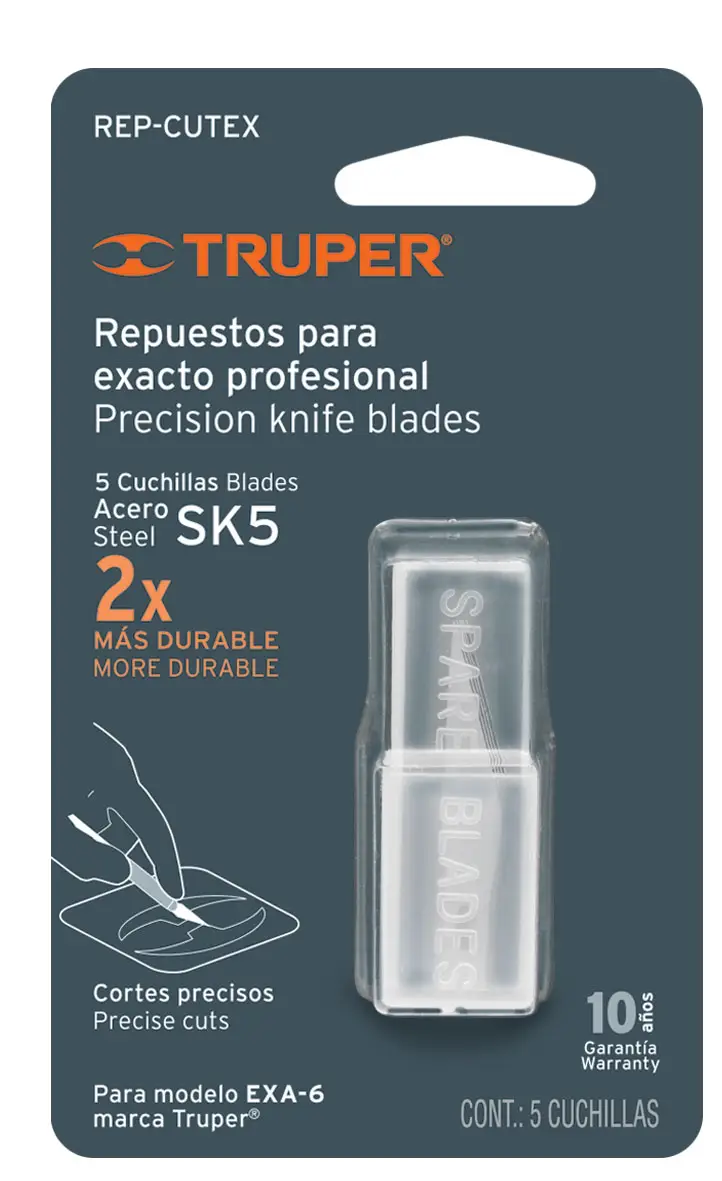 REP-CUTEX
TRUPER®
Repuestos para
exacto profesional
Precision knife blades
5 Cuchillas Blades
Acero
Steel SK5
2x
MÁS DURABLE
MORE DURABLE
SPARE BLADES
Cortes precisos
Precise cuts
10 años
Garantía
Warranty
Para modelo EXA-6
marca Truper®
CONT.: 5 CUCHILLAS